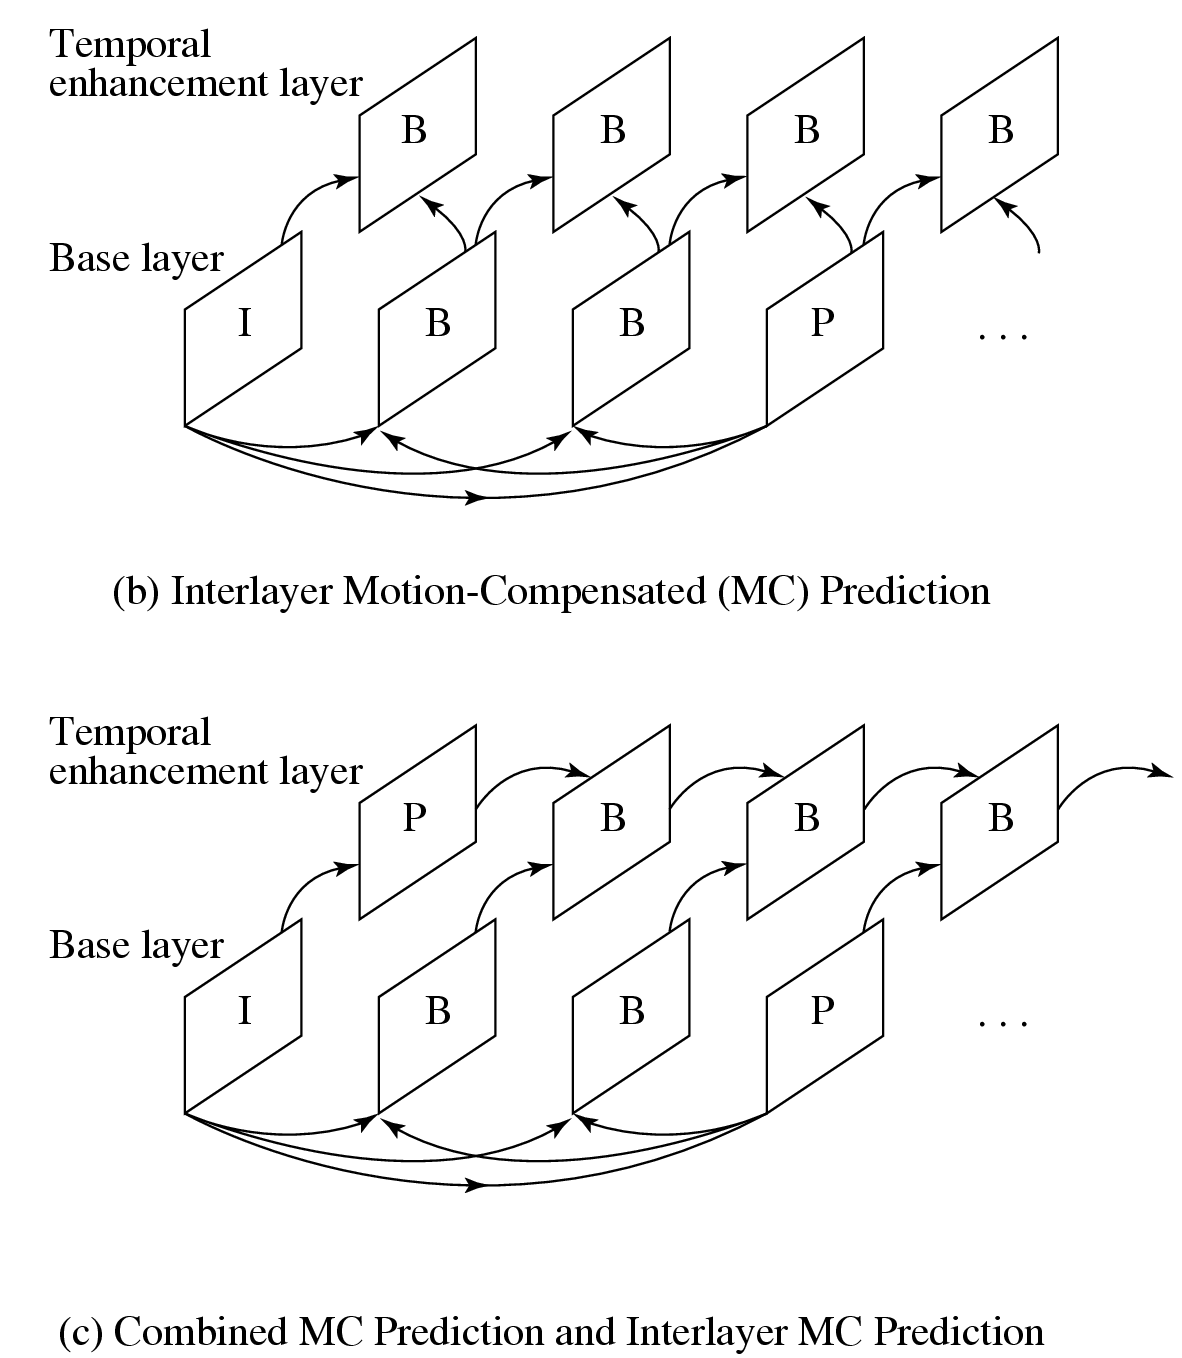 Temporal
enhancement layer
B B B B
Base layer
I B B P . . .
(b) Interlayer Motion-Compensated (MC) Prediction
Temporal
enhancement layer
P B B B
Base layer
I B B P . . .
(c) Combined MC Prediction and Interlayer MC Prediction